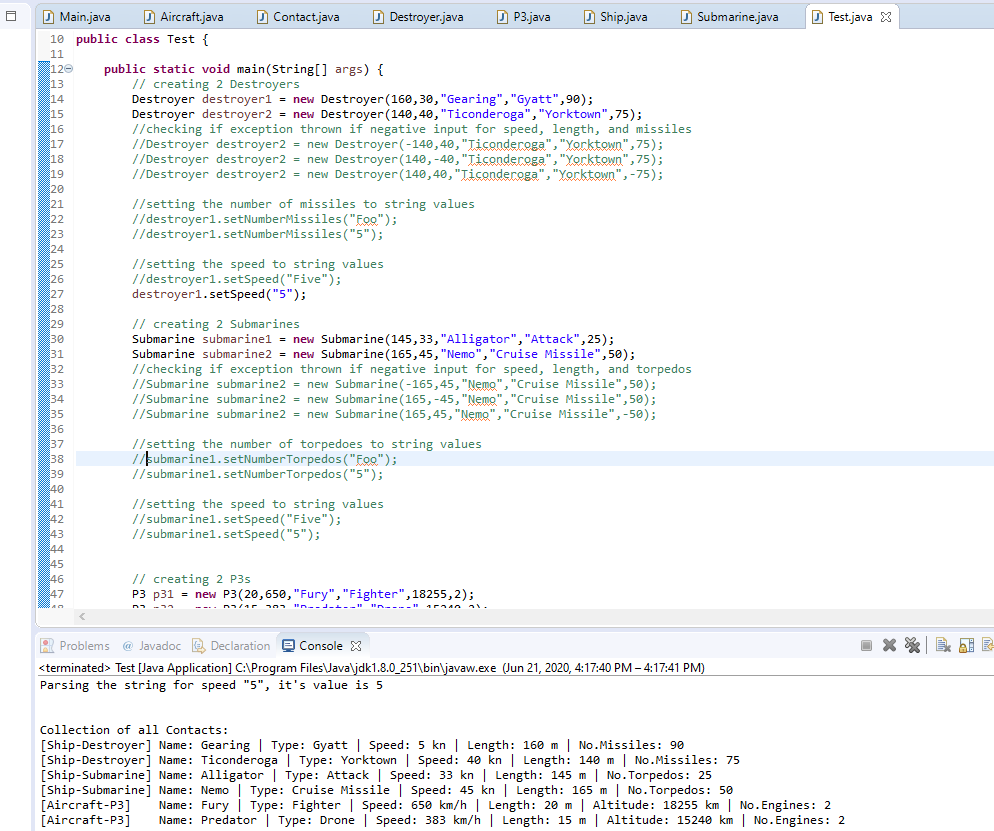 Main.java Aircraft.java Contact.java Destroyer.java P3.java Ship.java Submarine.java Test.java
10 public class Test {
11
12 public static void main(String[] args) {
13 // creating 2 Destroyers
14 Destroyer destroyer1 = new Destroyer(160,30,"Gearing","Gyatt",90);
15 Destroyer destroyer2 = new Destroyer(140,40,"Ticonderoga","Yorktown",75);
16 //checking if exception thrown if negative input for speed, length, and missiles
17 //Destroyer destroyer2 = new Destroyer(-140,40,"Ticonderoga","Yorktown",75);
18 //Destroyer destroyer2 = new Destroyer(140,-40,"Ticonderoga","Yorktown",75);
19 //Destroyer destroyer2 = new Destroyer(140,40,"Ticonderoga","Yorktown",-75);
20
21 //setting the number of missiles to string values
22 //destroyer1.setNumberMissiles("Foo");
23 //destroyer1.setNumberMissiles("5");
24
25 //setting the speed to string values
26 //destroyer1.setSpeed("Five");
27 destroyer1.setSpeed("5");
28
29 // creating 2 Submarines
30 Submarine submarine1 = new Submarine(145,33,"Alligator","Attack",25);
31 Submarine submarine2 = new Submarine(165,45,"Nemo","Cruise Missile",50);
32 //checking if exception thrown if negative input for speed, length, and torpedos
33 //Submarine submarine2 = new Submarine(-165,45,"Nemo","Cruise Missile",50);
34 //Submarine submarine2 = new Submarine(165,-45,"Nemo","Cruise Missile",50);
35 //Submarine submarine2 = new Submarine(165,45,"Nemo","Cruise Missile",-50);
36
37 //setting the number of torpedoes to string values
38 //submarine1.setNumberTorpedos("Foo");
39 //submarine1.setNumberTorpedos("5");
40
41 //setting the speed to string values
42 //submarine1.setSpeed("Five");
43 //submarine1.setSpeed("5");
44
45
46 // creating 2 P3s
47 P3 p31 = new P3(20,650,"Fury","Fighter",18255,2);
48 P3 p32 = new P3(15,383,"Predator","Drone",15240,2);
Problems @ Javadoc Declaration Console
<terminated> Test [Java Application] C:\Program Files\Java\jdk1.8.0_251\bin\javaw.exe (Jun 21, 2020, 4:17:40 PM – 4:17:41 PM)
Parsing the string for speed "5", it's value is 5
Collection of all Contacts:
[Ship-Destroyer] Name: Gearing | Type: Gyatt | Speed: 5 kn | Length: 160 m | No.Missiles: 90
[Ship-Destroyer] Name: Ticonderoga | Type: Yorktown | Speed: 40 kn | Length: 140 m | No.Missiles: 75
[Ship-Submarine] Name: Alligator | Type: Attack | Speed: 33 kn | Length: 145 m | No.Torpedos: 25
[Ship-Submarine] Name: Nemo | Type: Cruise Missile | Speed: 45 kn | Length: 165 m | No.Torpedos: 50
[Aircraft-P3] Name: Fury | Type: Fighter | Speed: 650 km/h | Length: 20 m | Altitude: 18255 km | No.Engines: 2
[Aircraft-P3] Name: Predator | Type: Drone | Speed: 383 km/h | Length: 15 m | Altitude: 15240 km | No.Engines: 2